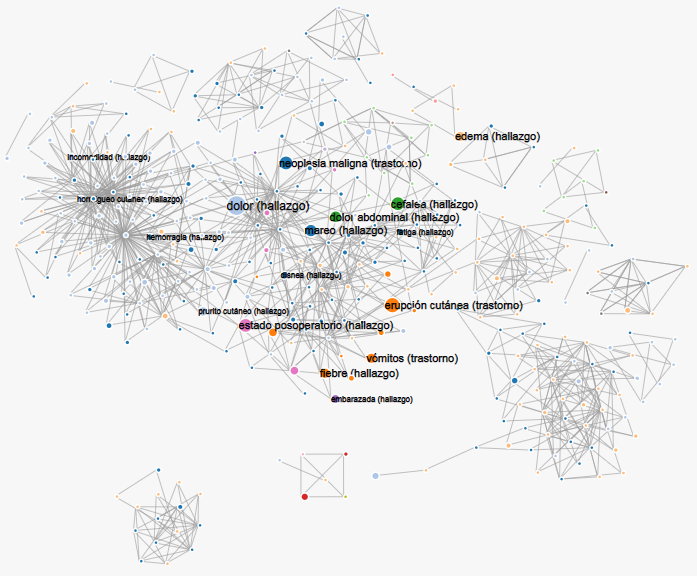 edema (hallazgo)
incomodidad (hallazgo)
neoplesia maligna (trastorno)
hormigueo cutáneo (hallazgo)
dolor (hallazgo)
cefalea (hallazgo)
dolor abdominal (hallazgo)
mareo (hallazgo)
fatiga (hallazgo)
hemorragia (hallazgo)
disnea (hallazgo)
erupción cutánea (trastorno)
prurito cutáneo (hallazgo)
estado posoperatorio (hallazgo)
vómitos (trastorno)
fiebre (hallazgo)
embarazada (hallazgo)